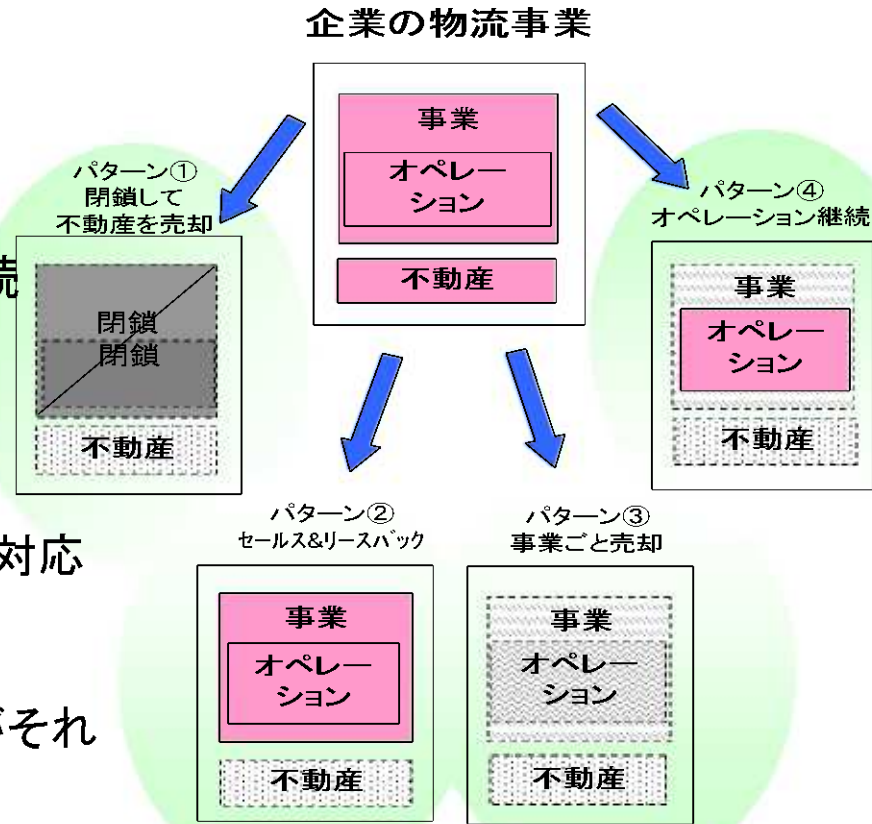 企業の物流事業
事業
オペレー
ション
不動産
パターン①
閉鎖して
不動産を売却
閉鎖
閉鎖
不動産
パターン④
オペレーション継続
事業
オペレー
ション
不動産
続
対応
がそれ
パターン②
セールス&リースバック
事業
オペレー
ション
不動産
パターン③
事業ごと売却
事業
オペレー
ション
不動産